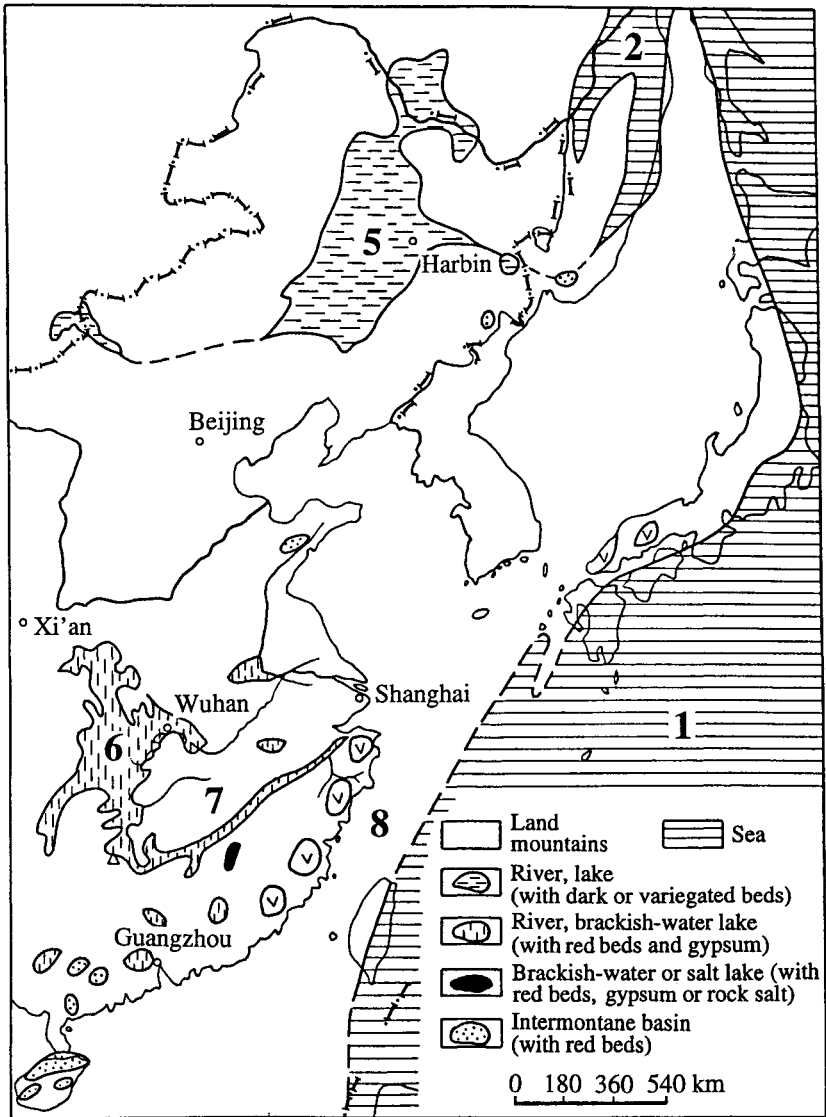 2
5
Harbin
Beijing
Xi'an
Wuhan
Shanghai
6
1
7
8
Guangzhou
Land
mountains
Sea
River, lake
(with dark or variegated beds)
River, brackish-water lake
(with red beds and gypsum)
Brackish-water or salt lake (with
red beds, gypsum or rock salt)
Intermontane basin
(with red beds)
0 180 360 540 km